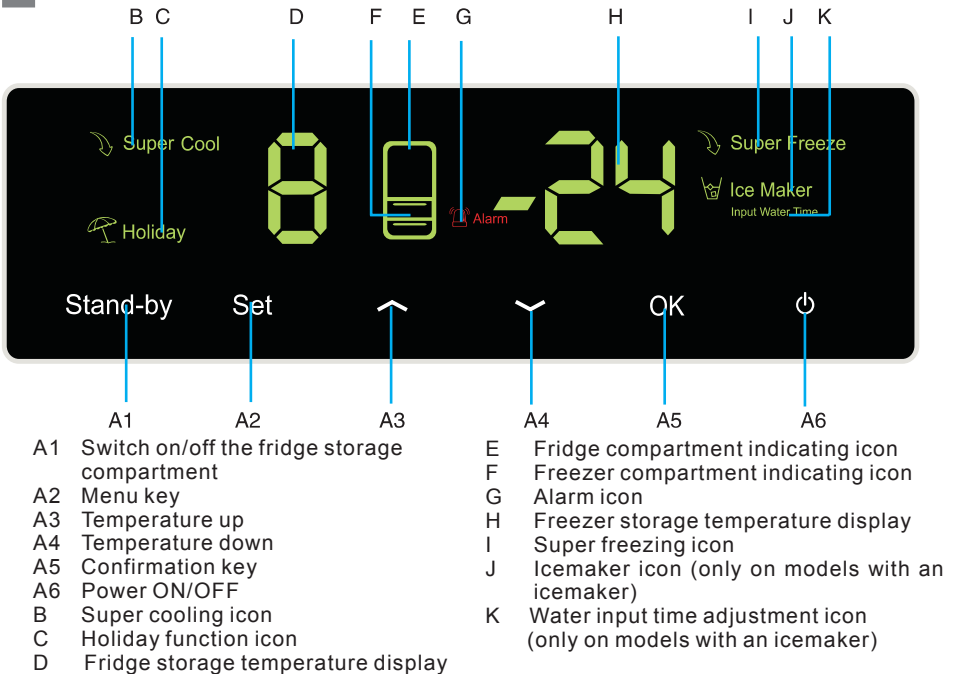 B C D F E G H I J K
Super Cool
8
-24
Super Freeze
Ice Maker
Input Water Time
Alarm
Holiday
Stand-by Set OK
A1 A2 A3 A4 A5 A6
A1 Switch on/off the fridge storage
compartment
A2 Menu key
A3 Temperature up
A4 Temperature down
A5 Confirmation key
A6 Power ON/OFF
B Super cooling icon
C Holiday function icon
D Fridge storage temperature display
E Fridge compartment indicating icon
F Freezer compartment indicating icon
G Alarm icon
H Freezer storage temperature display
I Super freezing icon
J Icemaker icon (only on models with an
icemaker)
K Water input time adjustment icon
(only on models with an icemaker)